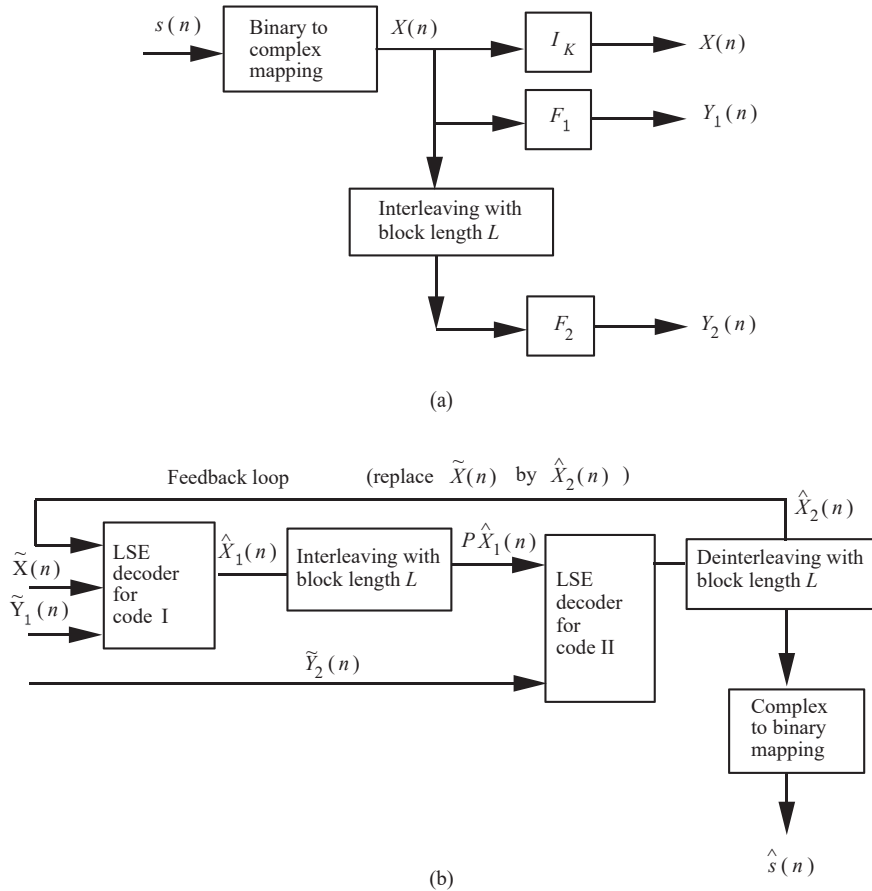 s(n)
Binary to
complex
mapping
X(n)
I_K
X(n)
F_1
Y_1(n)
Interleaving with
block length L
F_2
Y_2(n)
(a)
Feedback loop (replace X̃(n) by X̂_2(n) )
X̂_2(n)
X̃(n)
Ỹ_1(n)
LSE
decoder
for
code I
X̂_1(n)
Interleaving with
block length L
P X̂_1(n)
LSE
decoder
for
code II
Deinterleaving with
block length L
Ỹ_2(n)
Complex
to binary
mapping
ŝ(n)
(b)